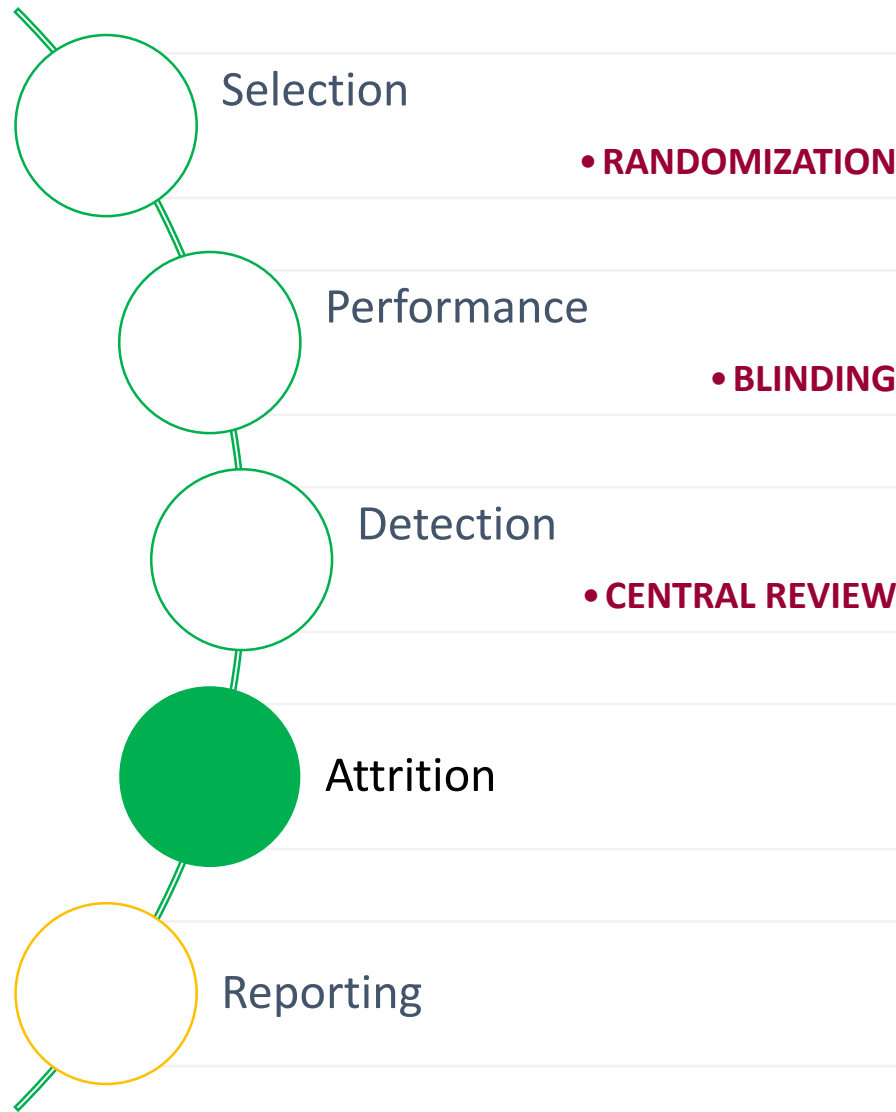 Selection
• RANDOMIZATION
Performance
• BLINDING
Detection
• CENTRAL REVIEW
Attrition
Reporting